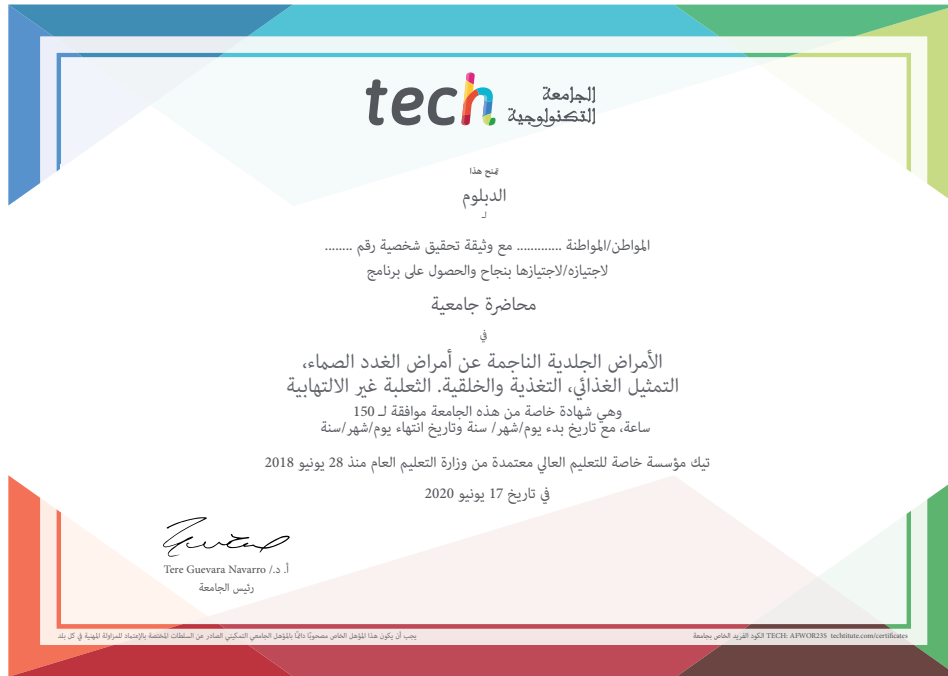 tech الجامعة
التكنولوجية
تمنح هذا
الدبلوم
لـ
المواطن/المواطنة ............. مع وثيقة تحقيق شخصية رقم ........
لاجتيازه/لاجتيازها بنجاح والحصول على برنامج
محاضرة جامعية
في
الأمراض الجلدية الناجمة عن أمراض الغدد الصماء،
التمثيل الغذائي، التغذية والخلقية. الثعلبة غير الالتهابية
وهي شهادة خاصة من هذه الجامعة موافقة لـ 150
ساعة، مع تاريخ بدء يوم/شهر/ سنة وتاريخ انتهاء يوم/شهر/سنة
تيك مؤسسة خاصة للتعليم العالي معتمدة من وزارة التعليم العام منذ 28 يونيو 2018
في تاريخ 17 يونيو 2020
أ. د./ Tere Guevara Navarro
رئيس الجامعة
يجب أن يكون هذا المؤهل الخاص مصحوبًا دائمًا بالمؤهل الجامعي التمكيني الصادر عن السلطات المختصة بالإعتماد للمزاولة المهنية في كل بلد
الكود الفريد الخاص بجامعة TECH: AFWOR23S techtitute.com/certificates